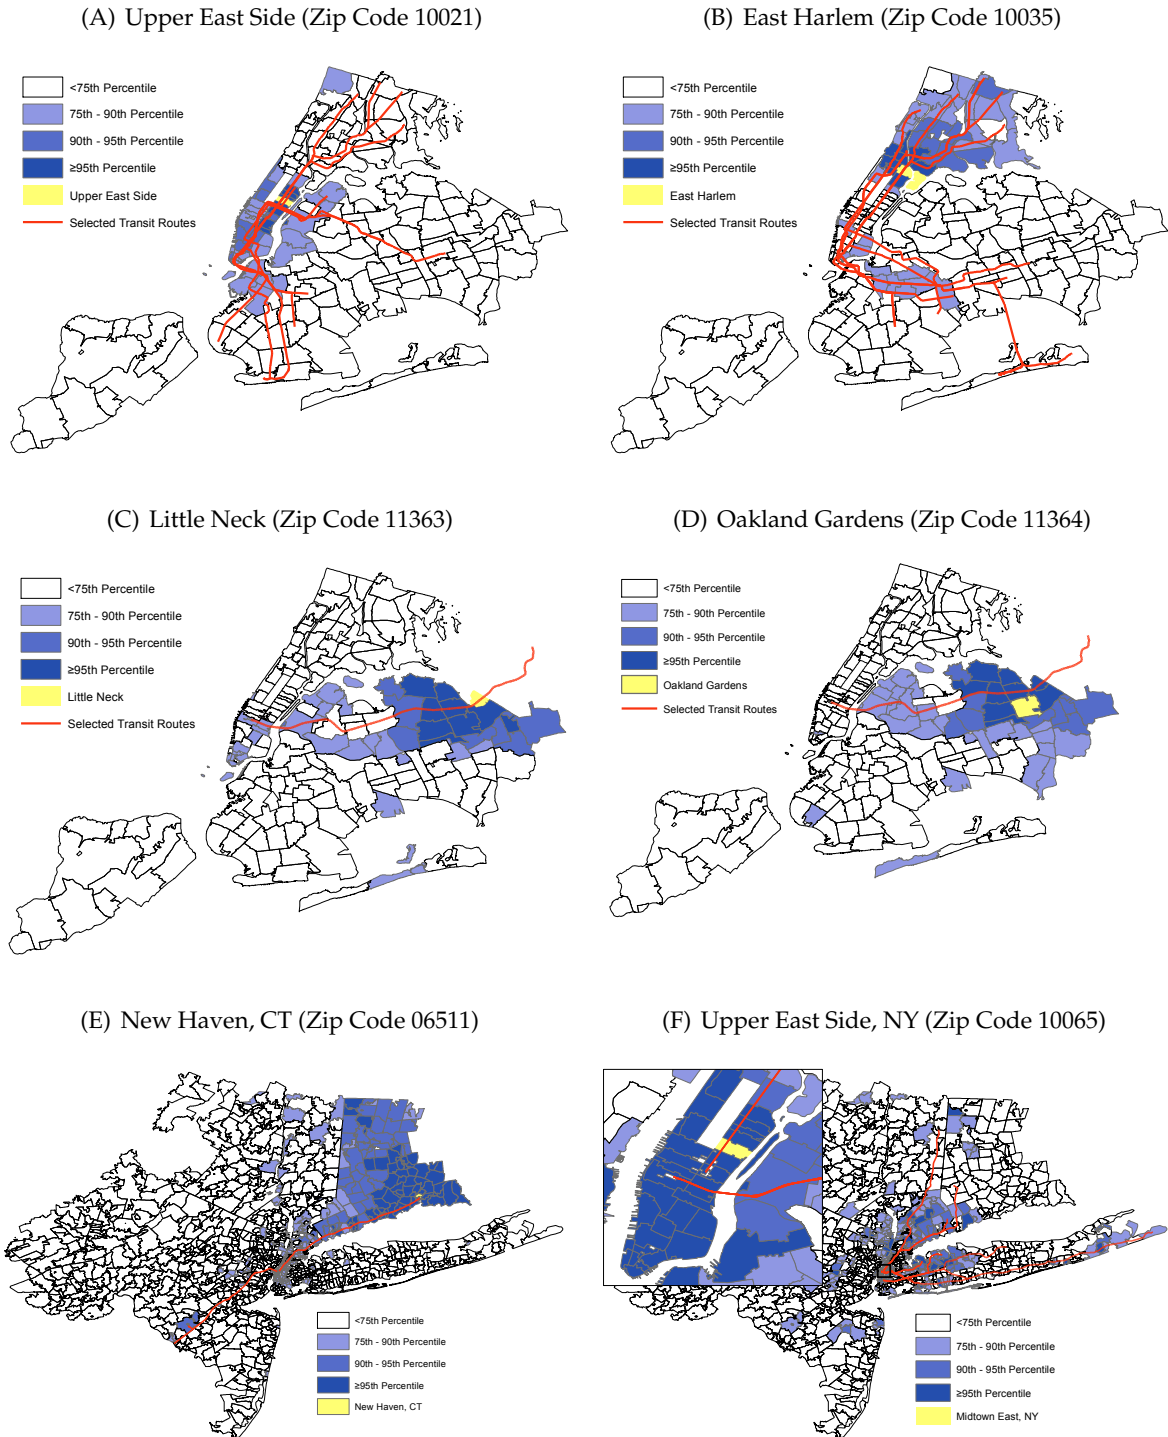 (A) Upper East Side (Zip Code 10021)
<75th Percentile
75th - 90th Percentile
90th - 95th Percentile
≥95th Percentile
Upper East Side
Selected Transit Routes
(B) East Harlem (Zip Code 10035)
<75th Percentile
75th - 90th Percentile
90th - 95th Percentile
≥95th Percentile
East Harlem
Selected Transit Routes
(C) Little Neck (Zip Code 11363)
<75th Percentile
75th - 90th Percentile
90th - 95th Percentile
≥95th Percentile
Little Neck
Selected Transit Routes
(D) Oakland Gardens (Zip Code 11364)
<75th Percentile
75th - 90th Percentile
90th - 95th Percentile
≥95th Percentile
Oakland Gardens
Selected Transit Routes
(E) New Haven, CT (Zip Code 06511)
<75th Percentile
75th - 90th Percentile
90th - 95th Percentile
≥95th Percentile
New Haven, CT
(F) Upper East Side, NY (Zip Code 10065)
<75th Percentile
75th - 90th Percentile
90th - 95th Percentile
≥95th Percentile
Midtown East, NY